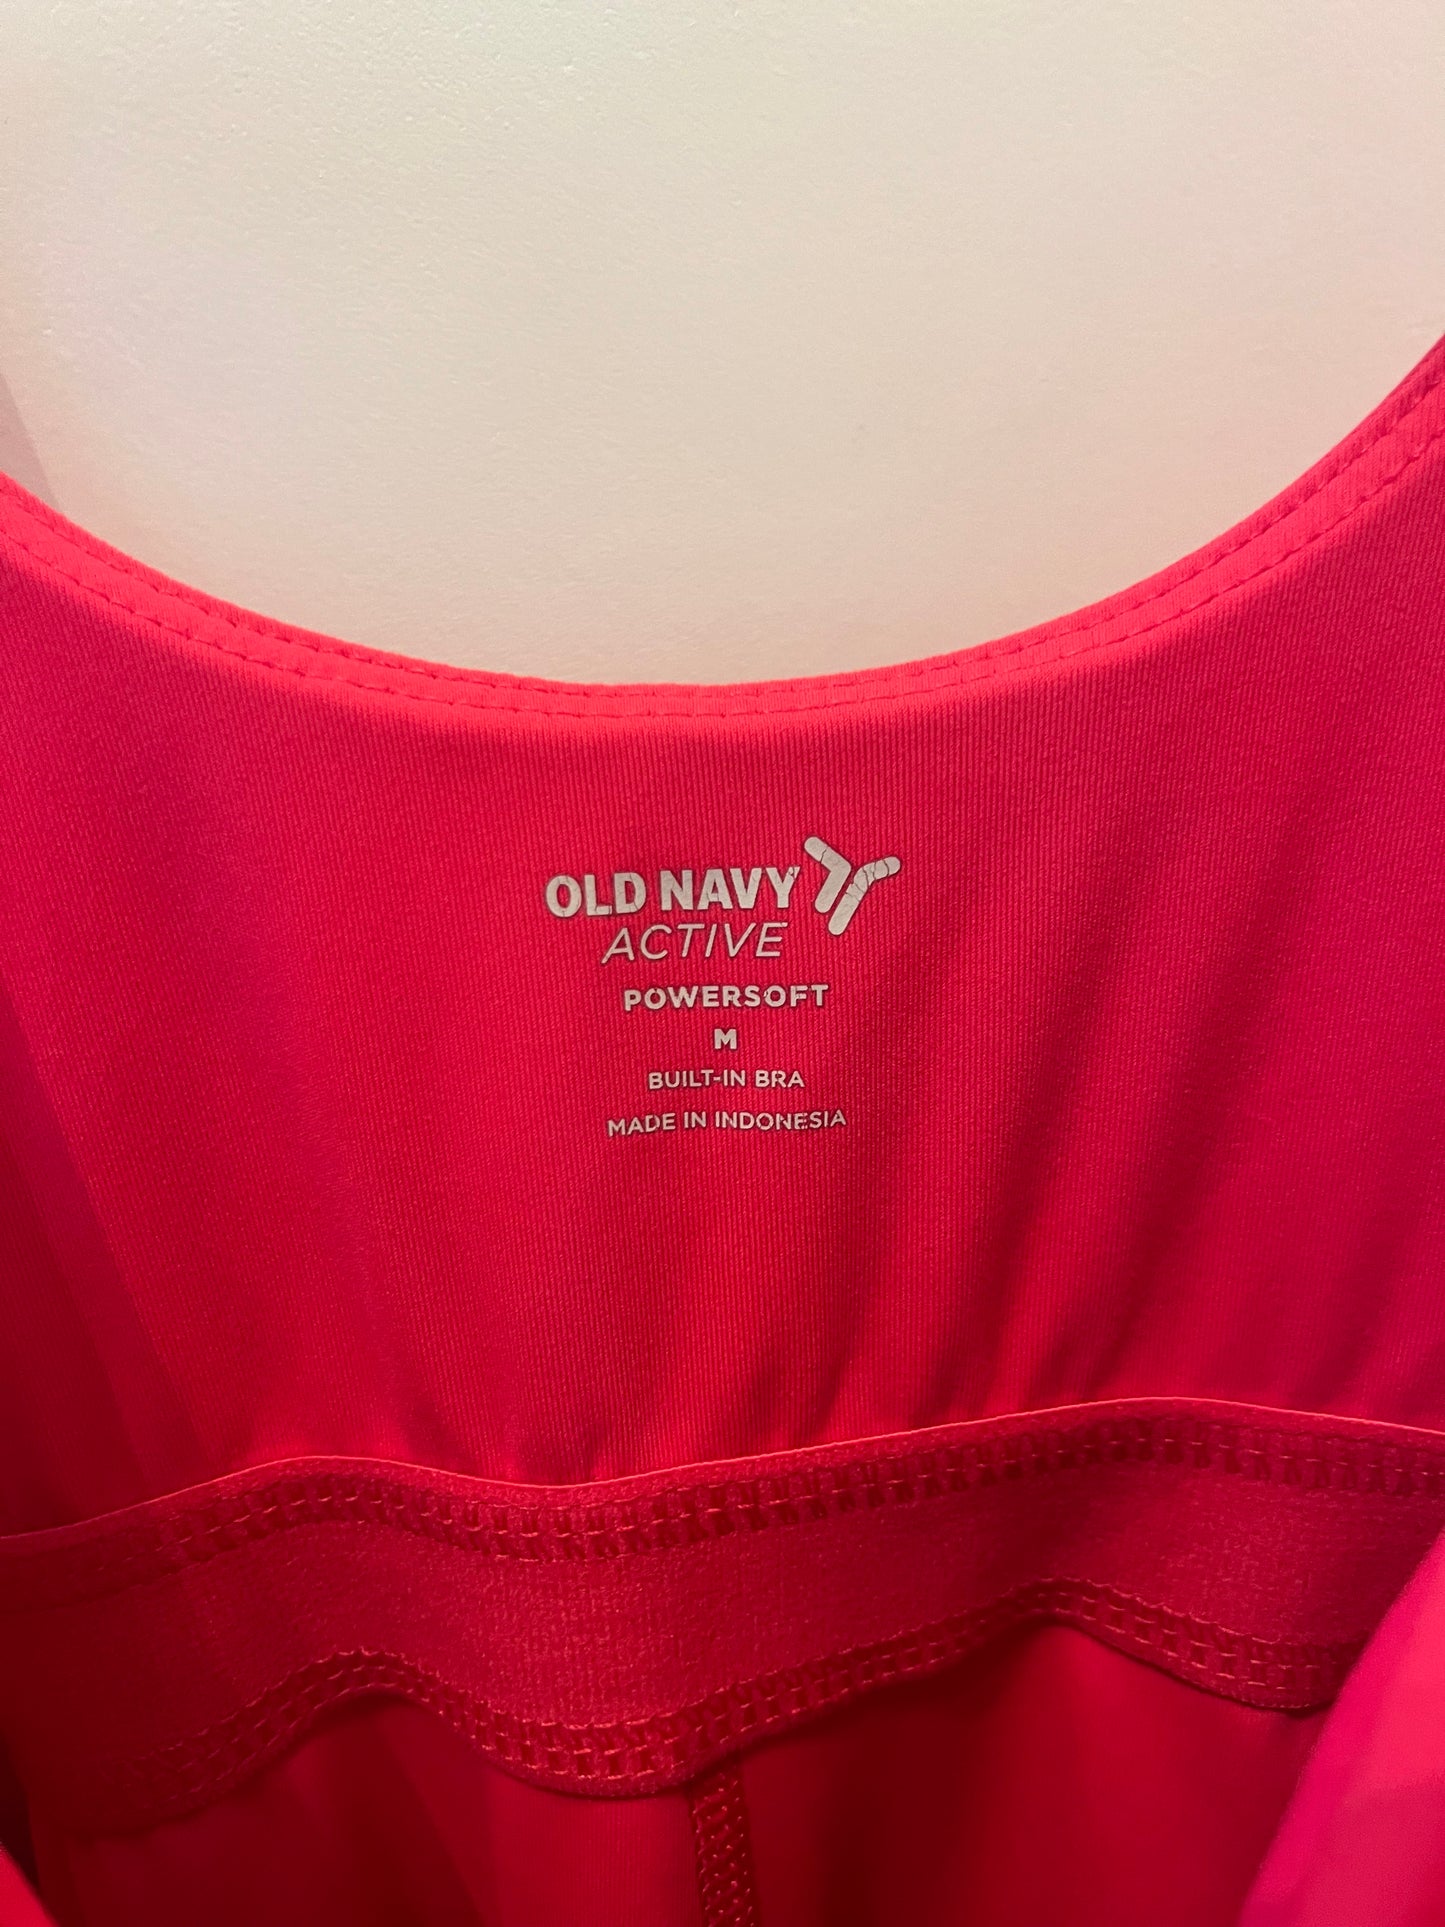 OLD NAVY
ACTIVE
POWERSOFT
M
BUILT-IN BRA
MADE IN INDONESIA